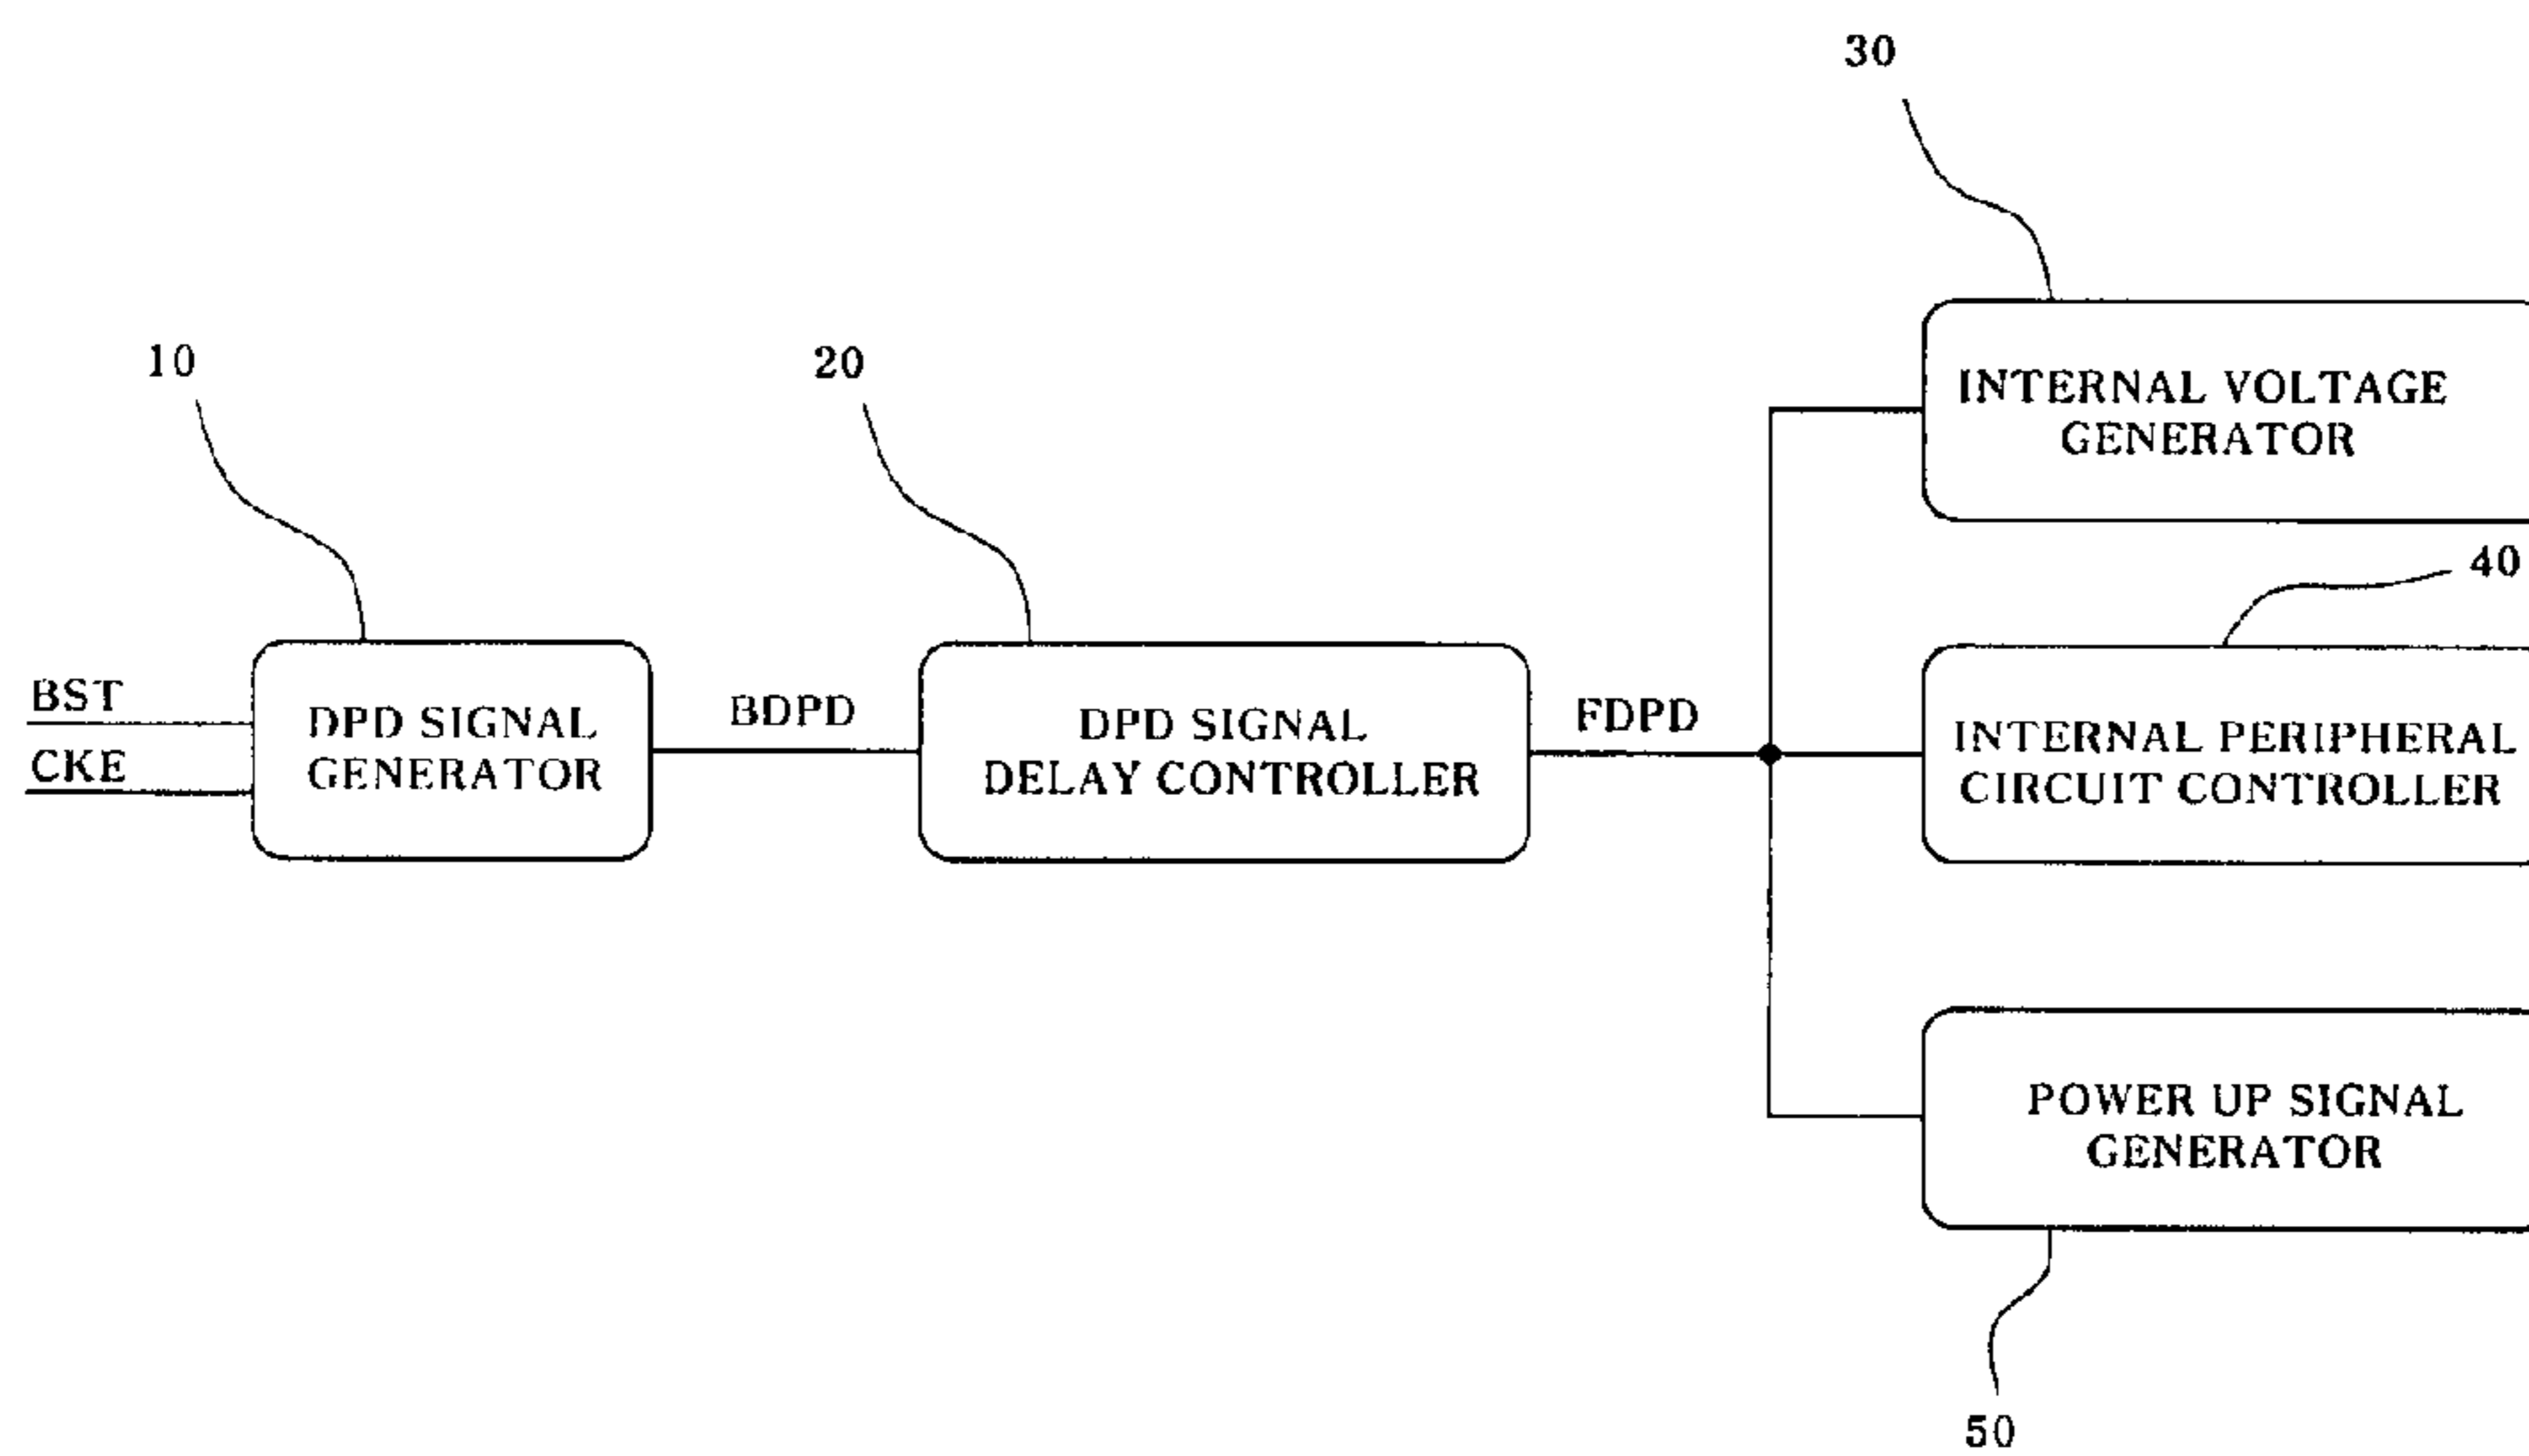 30
10
20
INTERNAL VOLTAGE
GENERATOR
40
BST
CKE
DPD SIGNAL
GENERATOR
BDPD
DPD SIGNAL
DELAY CONTROLLER
FDPD
INTERNAL PERIPHERAL
CIRCUIT CONTROLLER
POWER UP SIGNAL
GENERATOR
50